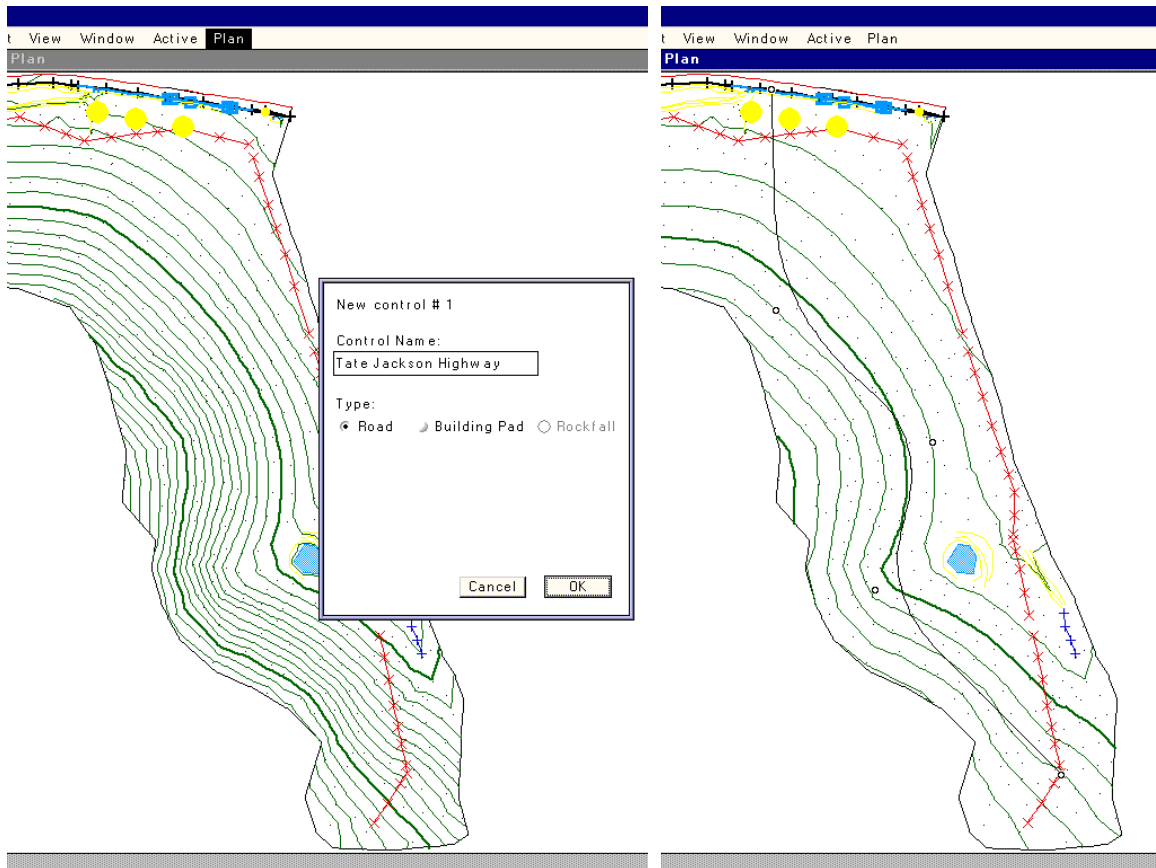 t View Window Active Plan
Plan
New control # 1
Control Name:
Tate Jackson Highway
Type:
Road Building Pad Rockfall
Cancel OK
t View Window Active Plan
Plan